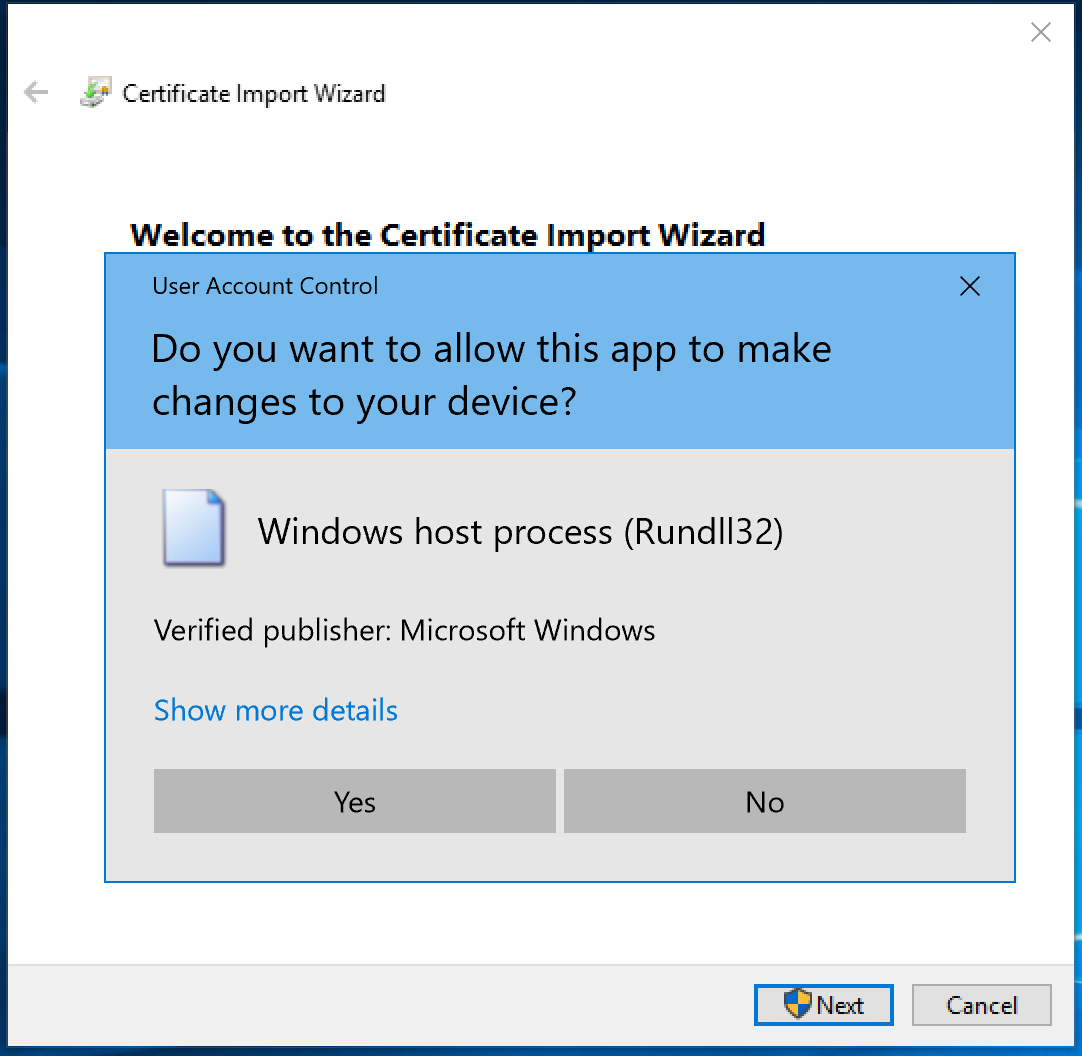 Certificate Import Wizard
Welcome to the Certificate Import Wizard
User Account Control
Do you want to allow this app to make
changes to your device?
Windows host process (Rundll32)
Verified publisher: Microsoft Windows
Show more details
Yes No
Next Cancel